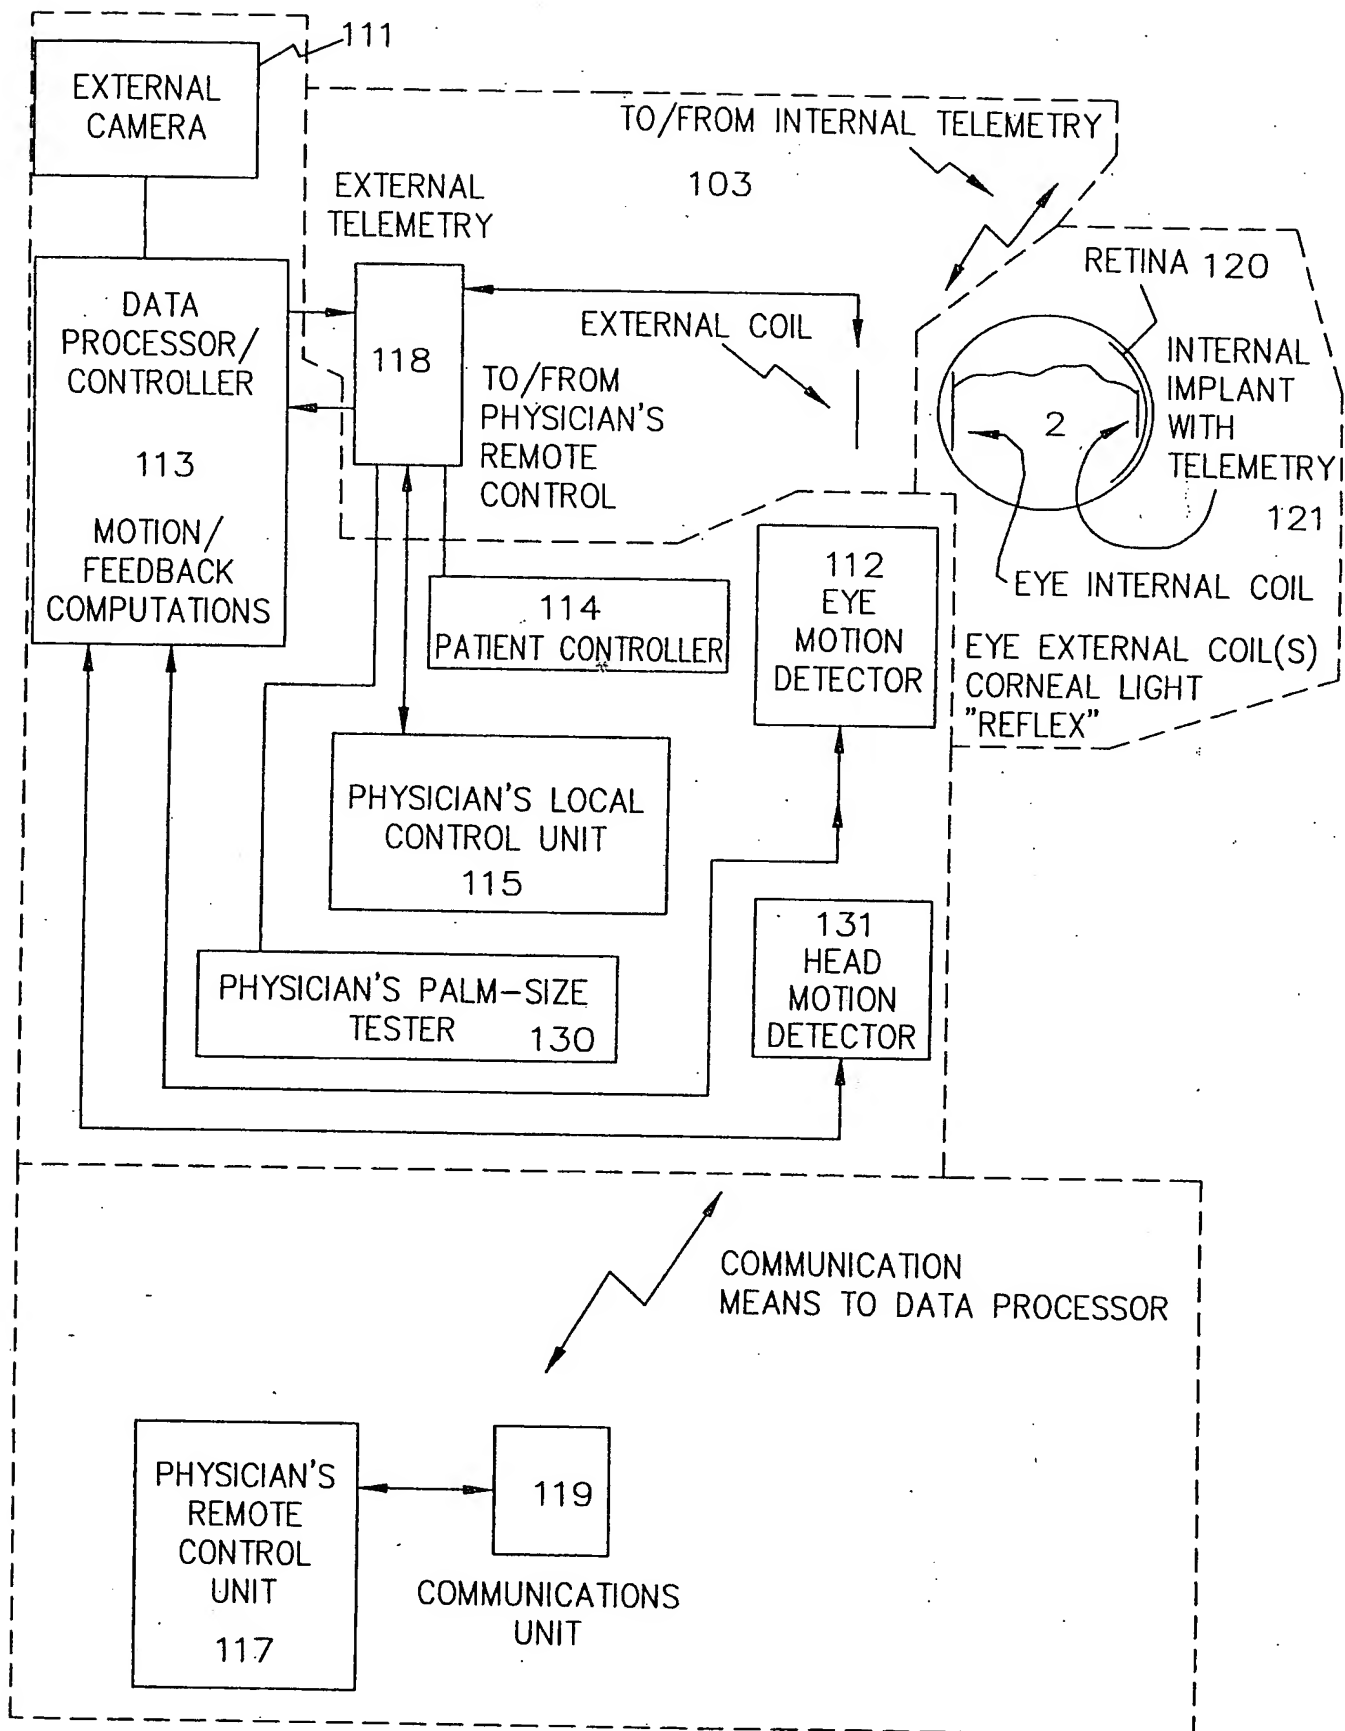 111
EXTERNAL
CAMERA
TO/FROM INTERNAL TELEMETRY
103
EXTERNAL
TELEMETRY
RETINA 120
DATA
PROCESSOR/
CONTROLLER
113
MOTION/
FEEDBACK
COMPUTATIONS
118
EXTERNAL COIL
TO/FROM
PHYSICIAN'S
REMOTE
CONTROL
2
INTERNAL
IMPLANT
WITH
TELEMETRY
121
EYE INTERNAL COIL
112
EYE
MOTION
DETECTOR
114
PATIENT CONTROLLER
EYE EXTERNAL COIL(S)
CORNEAL LIGHT
"REFLEX"
PHYSICIAN'S LOCAL
CONTROL UNIT
115
131
HEAD
MOTION
DETECTOR
PHYSICIAN'S PALM-SIZE
TESTER 130
COMMUNICATION
MEANS TO DATA PROCESSOR
PHYSICIAN'S
REMOTE
CONTROL
UNIT
117
119
COMMUNICATIONS
UNIT